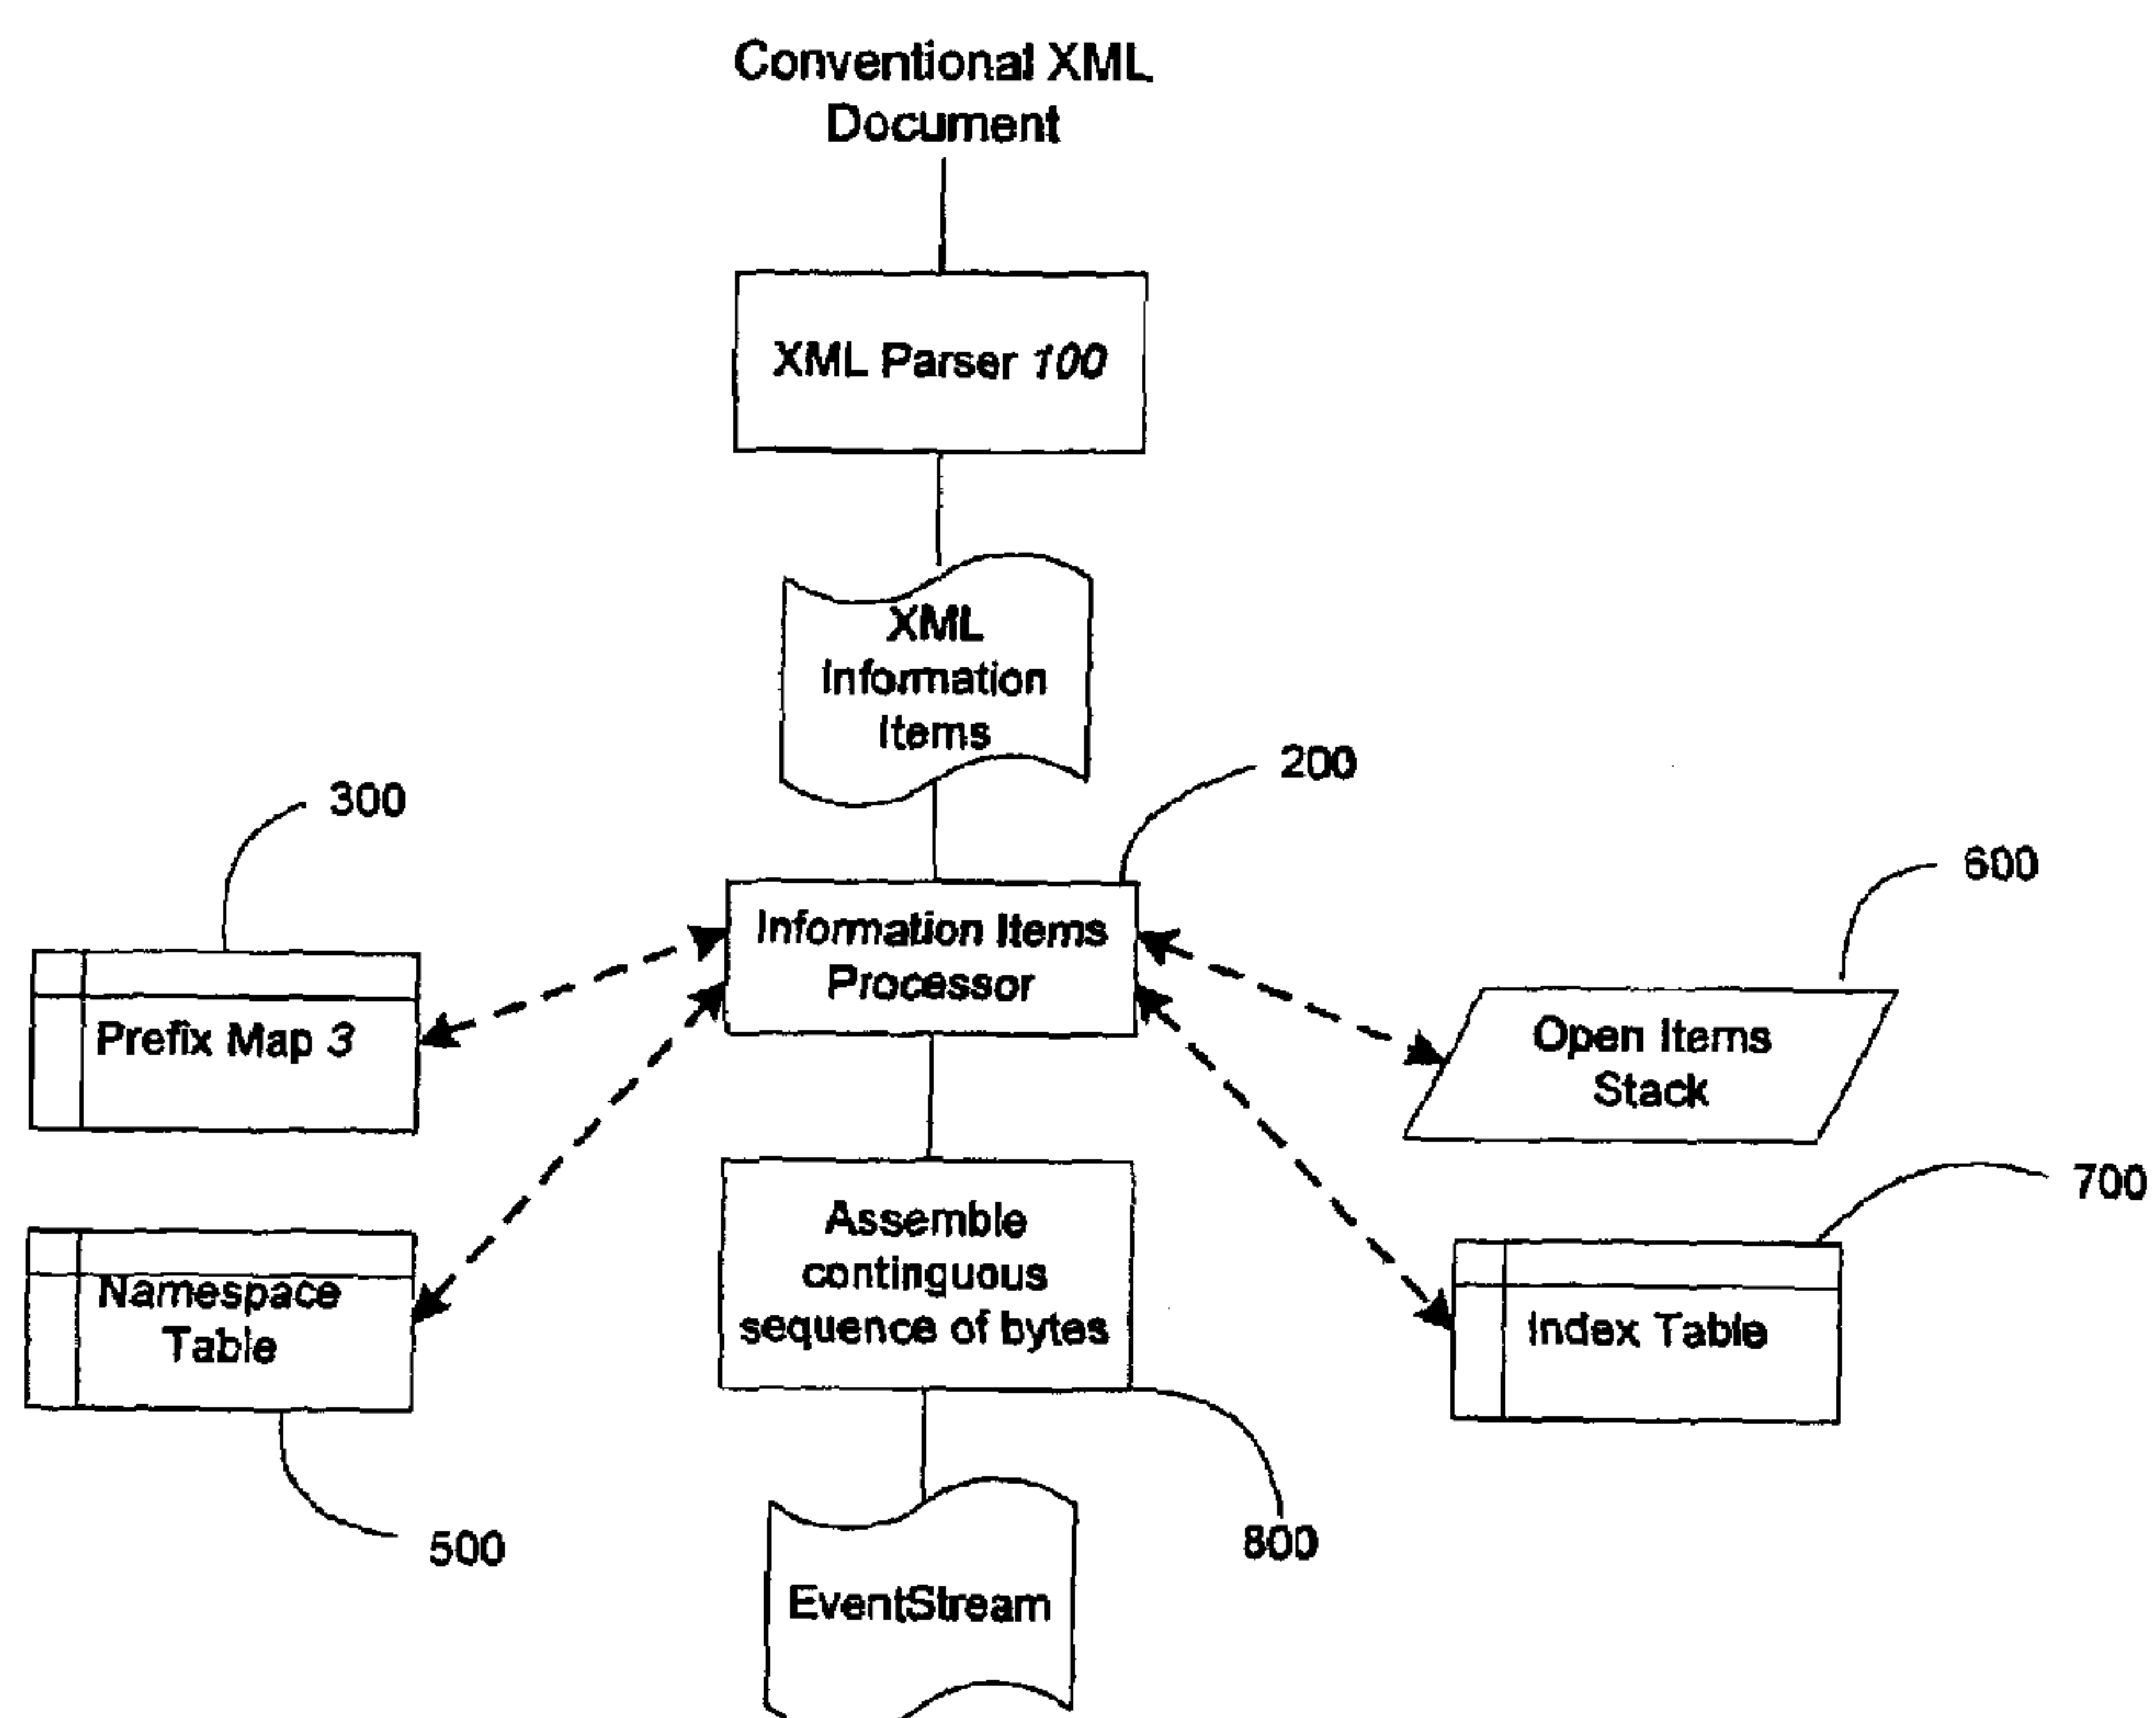 Conventional XML
Document
XML Parser 100
XML
Information
Items
200
300
600
Information Items
Processor
Prefix Map 3
Open Items
Stack
700
Assemble
continguous
sequence of bytes
Namespace
Table
Index Table
500
800
EventStream